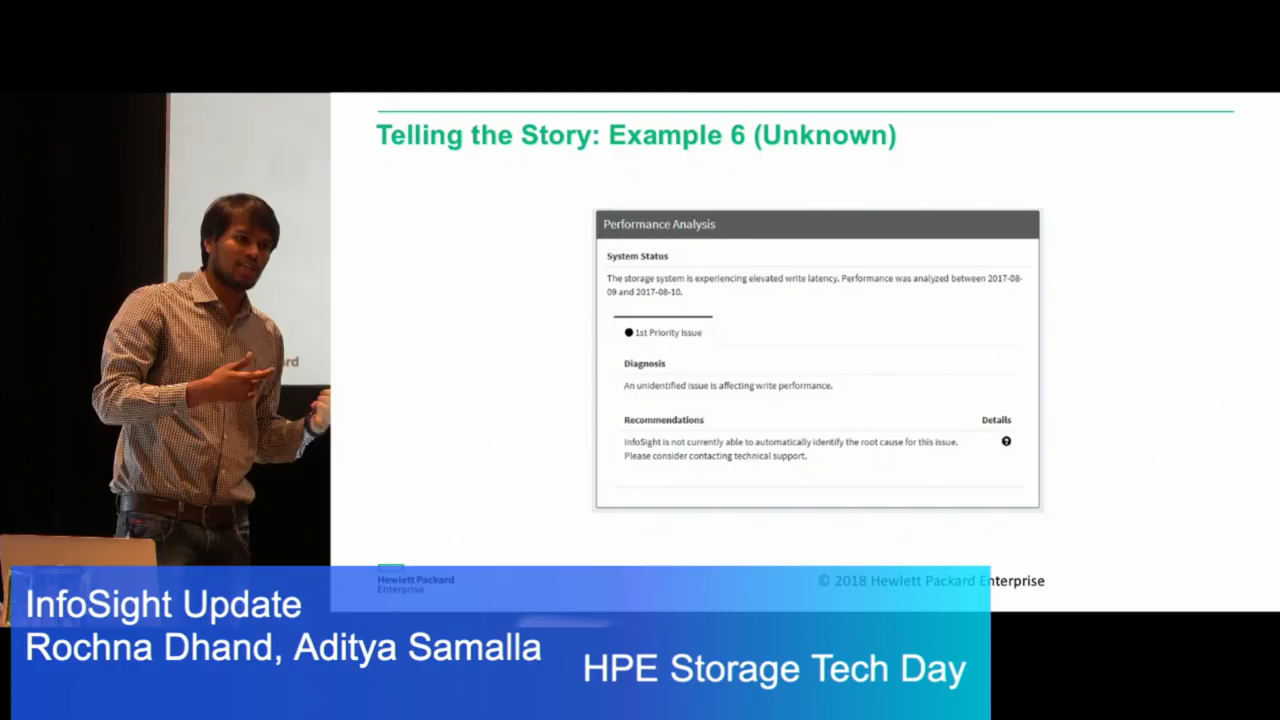 Telling the Story: Example 6 (Unknown)
Performance Analysis
System Status
The storage system is experiencing elevated write latency. Performance was analyzed between 2017-08-
09 and 2017-08-10.
1st Priority Issue
Diagnosis
An unidentified issue is affecting write performance.
Recommendations Details
InfoSight is not currently able to automatically identify the root cause for this issue.
Please consider contacting technical support.
?
Hewlett Packard
Enterprise
© 2018 Hewlett Packard Enterprise
InfoSight Update
Rochna Dhand, Aditya Samalla
HPE Storage Tech Day